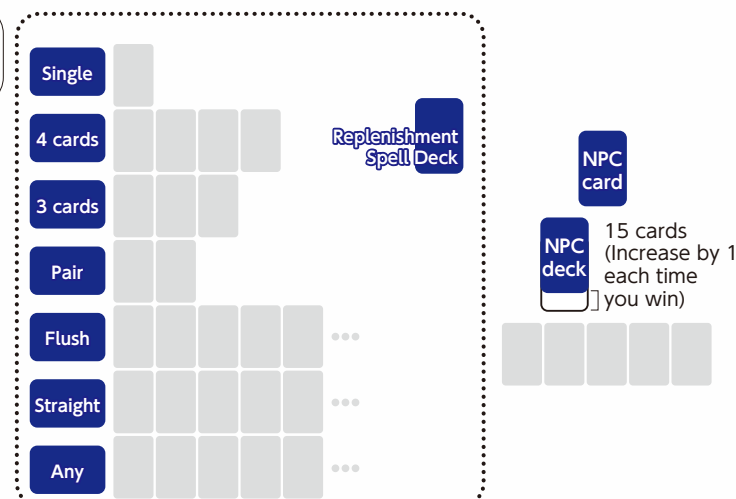 Single
4 cards
3 cards
Pair
Flush
Straight
Any
Replenishment
Spell Deck
NPC
card
NPC
deck
15 cards
(Increase by 1
each time
you win)